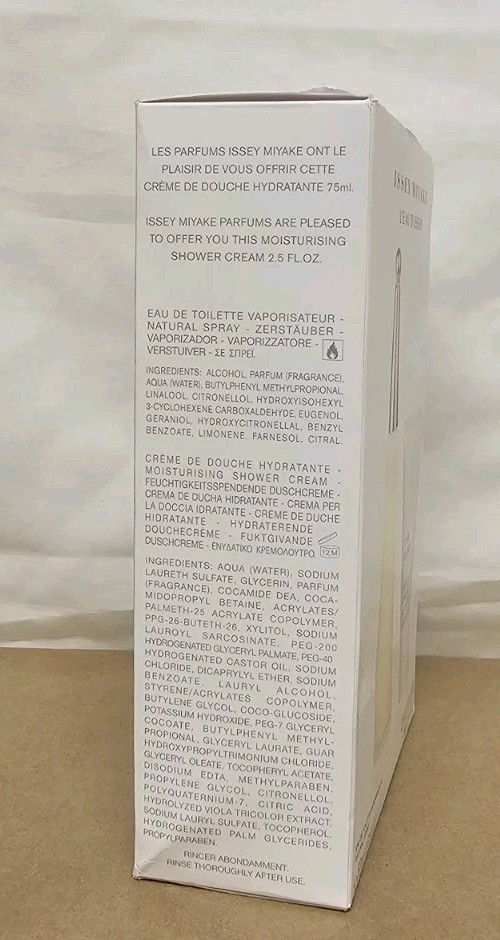 LES PARFUMS ISSEY MIYAKE ONT LE
PLAISIR DE VOUS OFFRIR CETTE
CRÈME DE DOUCHE HYDRATANTE 75ml.
ISSEY MIYAKE PARFUMS ARE PLEASED
TO OFFER YOU THIS MOISTURISING
SHOWER CREAM 2.5 FL.OZ.
EAU DE TOILETTE VAPORISATEUR -
NATURAL SPRAY - ZERSTÄUBER -
VAPORIZADOR - VAPORIZZATORE -
VERSTUIVER - ΣΕ ΣΠΡΕΪ.
INGREDIENTS: ALCOHOL, PARFUM (FRAGRANCE),
AQUA (WATER), BUTYLPHENYL METHYLPROPIONAL,
LINALOOL, CITRONELLOL, HYDROXYISOHEXYL
3-CYCLOHEXENE CARBOXALDEHYDE, EUGENOL,
GERANIOL, HYDROXYCITRONELLAL, BENZYL
BENZOATE, LIMONENE, FARNESOL, CITRAL.
CRÈME DE DOUCHE HYDRATANTE -
MOISTURISING SHOWER CREAM -
FEUCHTIGKEITSSPENDENDE DUSCHCREME -
CREMA DE DUCHA HIDRATANTE - CREMA PER
LA DOCCIA IDRATANTE - CREME DE DUCHE
HIDRATANTE - HYDRATERENDE
DOUCHECRÈME - FUKTGIVANDE
DUSCHCREME - ΕΝΥΔΑΤΙΚΟ ΚΡΕΜΟΛΟΥΤΡΟ. 12M
INGREDIENTS: AQUA (WATER), SODIUM
LAURETH SULFATE, GLYCERIN, PARFUM
(FRAGRANCE), COCAMIDE DEA, COCA-
MIDOPROPYL BETAINE, ACRYLATES/
PALMETH-25 ACRYLATE COPOLYMER,
PPG-26-BUTETH-26, XYLITOL, SODIUM
LAUROYL SARCOSINATE, PEG-200
HYDROGENATED GLYCERYL PALMATE, PEG-40
HYDROGENATED CASTOR OIL, SODIUM
CHLORIDE, DICAPRYLYL ETHER, SODIUM
BENZOATE, LAURYL ALCOHOL,
STYRENE/ACRYLATES COPOLYMER,
BUTYLENE GLYCOL, COCO-GLUCOSIDE,
POTASSIUM HYDROXIDE, PEG-7 GLYCERYL
COCOATE, BUTYLPHENYL METHYL-
PROPIONAL, GLYCERYL LAURATE, GUAR
HYDROXYPROPYLTRIMONIUM CHLORIDE,
GLYCERYL OLEATE, TOCOPHERYL ACETATE,
DISODIUM EDTA, METHYLPARABEN,
PROPYLENE GLYCOL, CITRONELLOL,
POLYQUATERNIUM-7, CITRIC ACID,
HYDROLYZED VIOLA TRICOLOR EXTRACT,
SODIUM LAURYL SULFATE, TOCOPHEROL,
HYDROGENATED PALM GLYCERIDES,
PROPYLPARABEN.
RINCER ABONDAMMENT.
RINSE THOROUGHLY AFTER USE.
ISSEY MIYAKE
L'EAU D'ISSEY